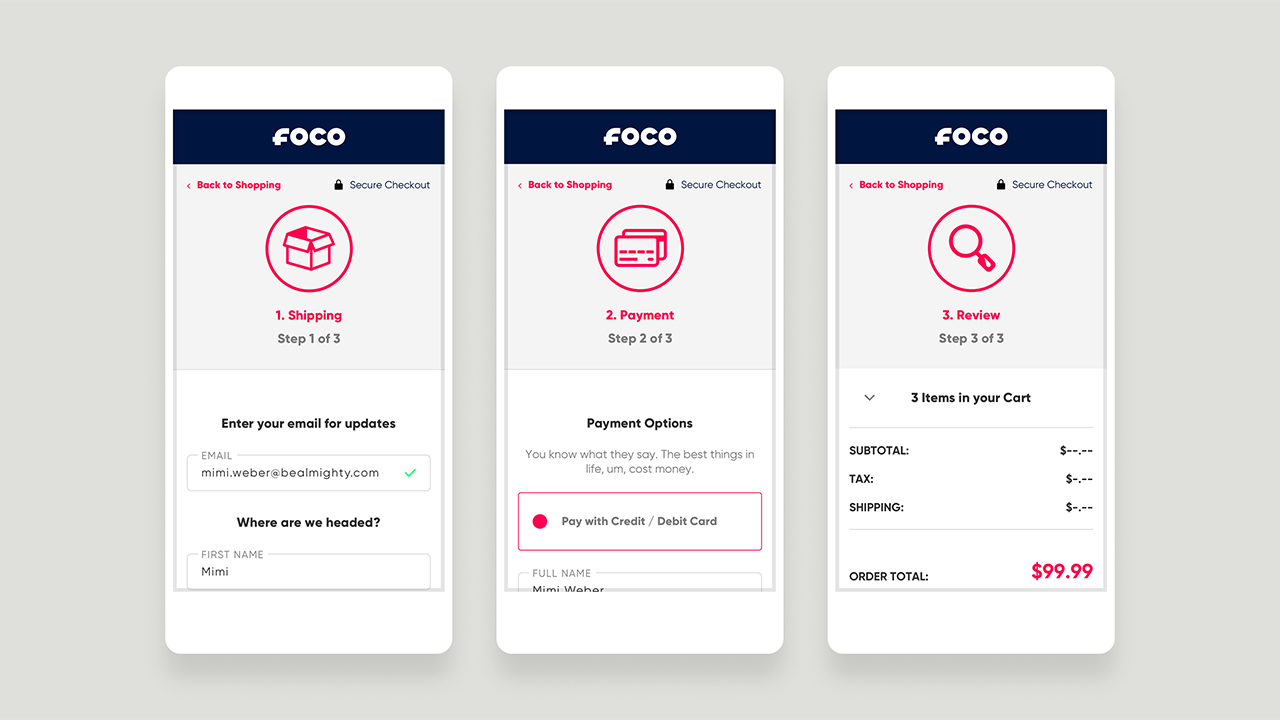 FOCO
‹ Back to Shopping
Secure Checkout
1. Shipping
Step 1 of 3
Enter your email for updates
EMAIL
mimi.weber@bealmighty.com
Where are we headed?
FIRST NAME
Mimi
FOCO
‹ Back to Shopping
Secure Checkout
2. Payment
Step 2 of 3
Payment Options
You know what they say. The best things in
life, um, cost money.
Pay with Credit / Debit Card
FULL NAME
Mimi Weber
FOCO
‹ Back to Shopping
Secure Checkout
3. Review
Step 3 of 3
3 Items in your Cart
SUBTOTAL: $--.--
TAX: $-.--
SHIPPING: $-.--
ORDER TOTAL: $99.99